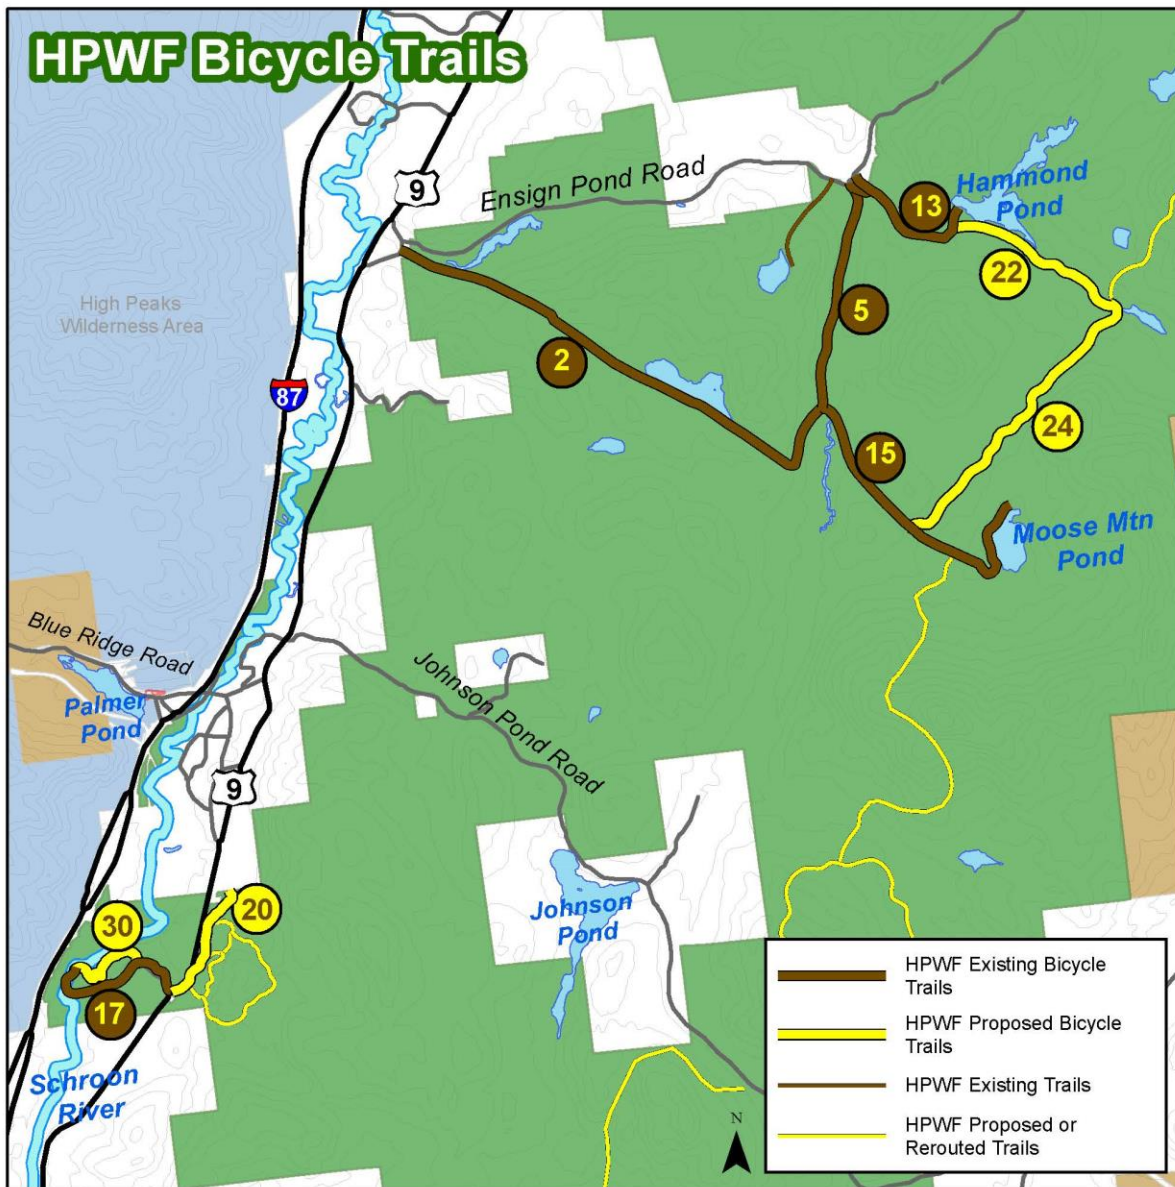 HPWF Bicycle Trails
9
Ensign Pond Road
Hammond
Pond
13
22
High Peaks
Wilderness Area
5
2
87
24
15
Moose Mtn
Pond
Blue Ridge Road
Palmer
Pond
Johnson Pond Road
9
20
30
17
Johnson
Pond
Schroon
River
N
HPWF Existing Bicycle
Trails
HPWF Proposed Bicycle
Trails
HPWF Existing Trails
HPWF Proposed or
Rerouted Trails